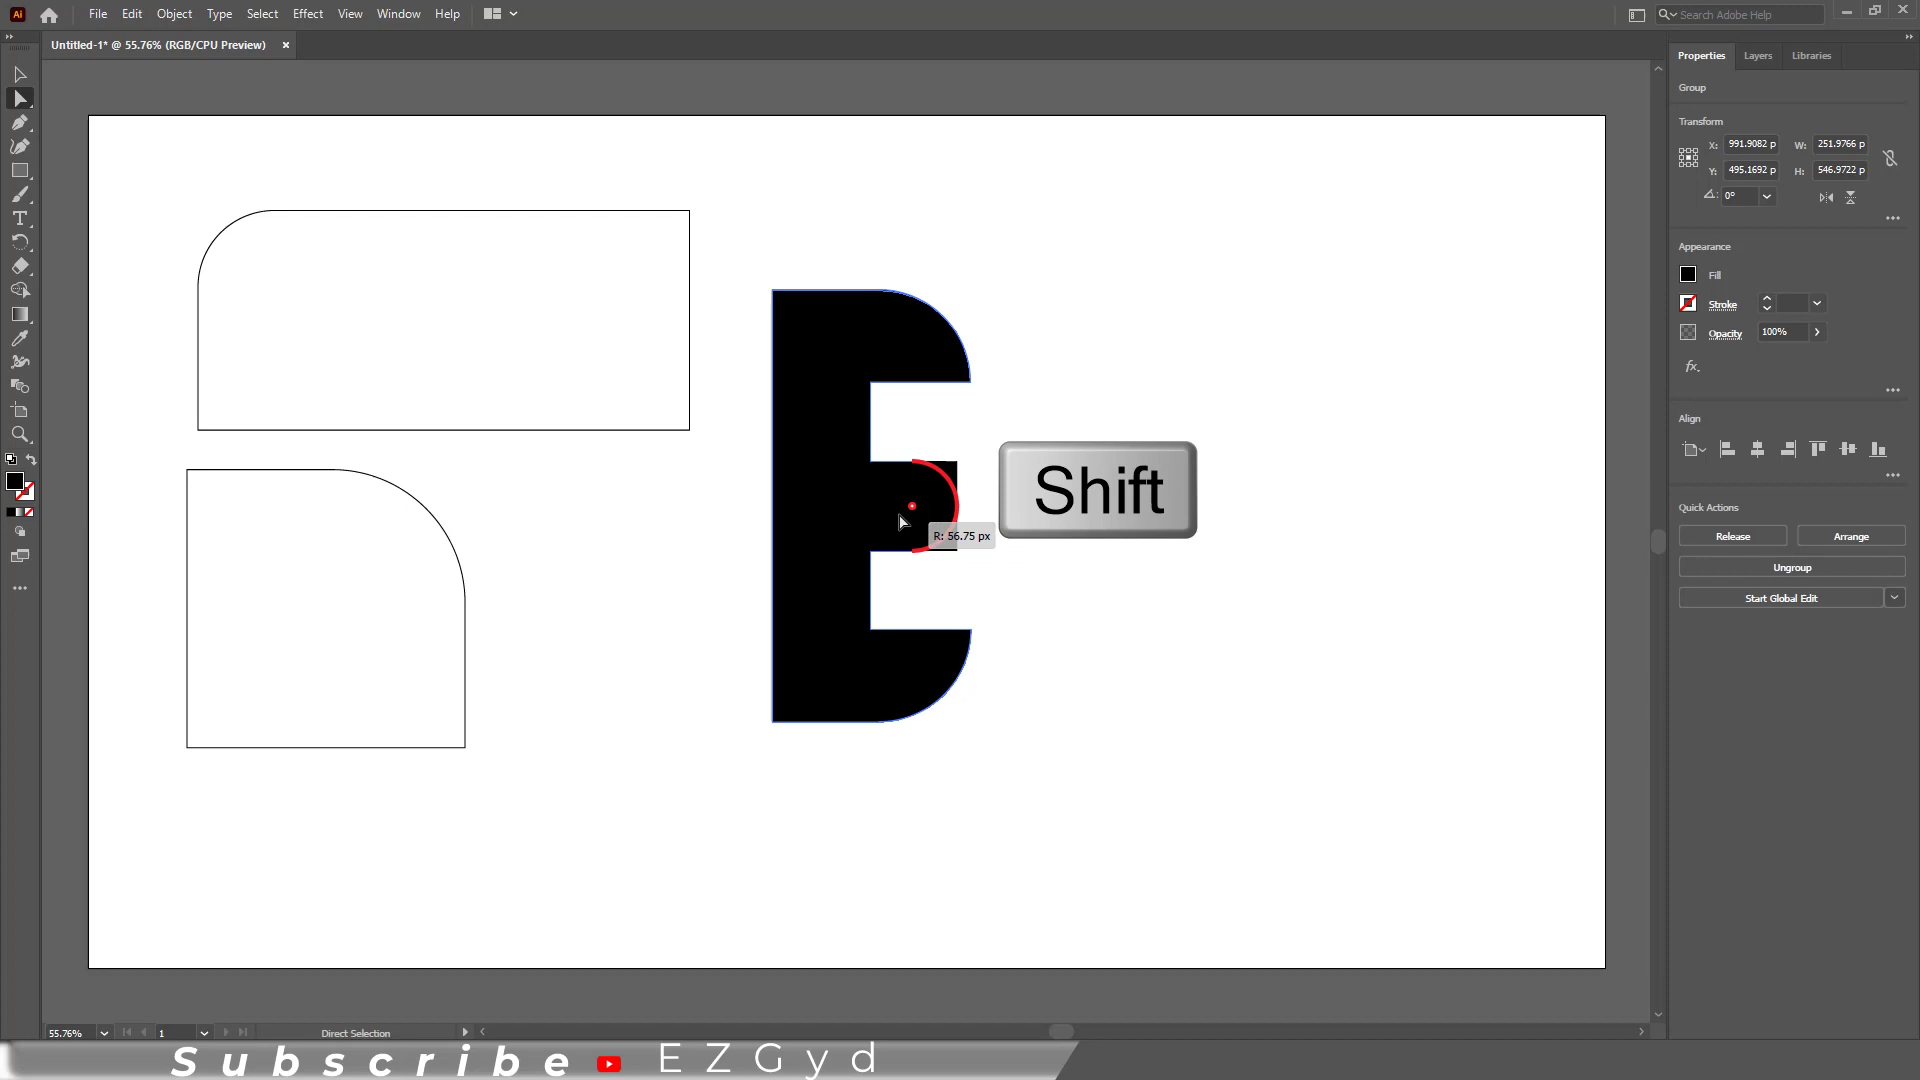 Ai File Edit Object Type Select Effect View Window Help Search Adobe Help
Untitled-1* @ 55.76% (RGB/CPU Preview) ×
Properties Layers Libraries
Group
Transform
X: 991.9082 p W: 251.9766 p
Y: 495.1692 p H: 546.9722 p
0°
Appearance
Fill
Stroke
Opacity 100%
fx.
Align
E
Shift
R: 56.75 px
Quick Actions
Release Arrange
Ungroup
Start Global Edit
55.76% 1 Direct Selection
Subscribe EZGyd